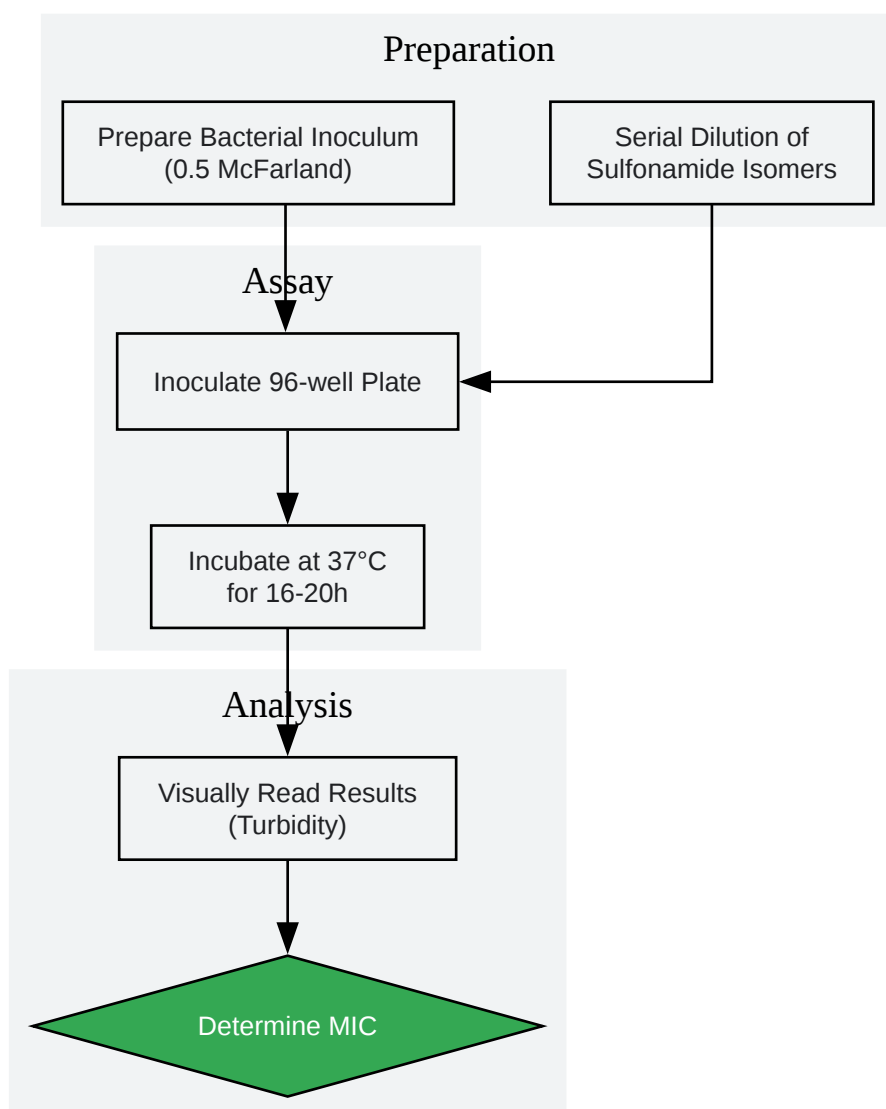 Preparation
Prepare Bacterial Inoculum
(0.5 McFarland)
Serial Dilution of
Sulfonamide Isomers
Assay
Inoculate 96-well Plate
Incubate at 37°C
for 16-20h
Analysis
Visually Read Results
(Turbidity)
Determine MIC